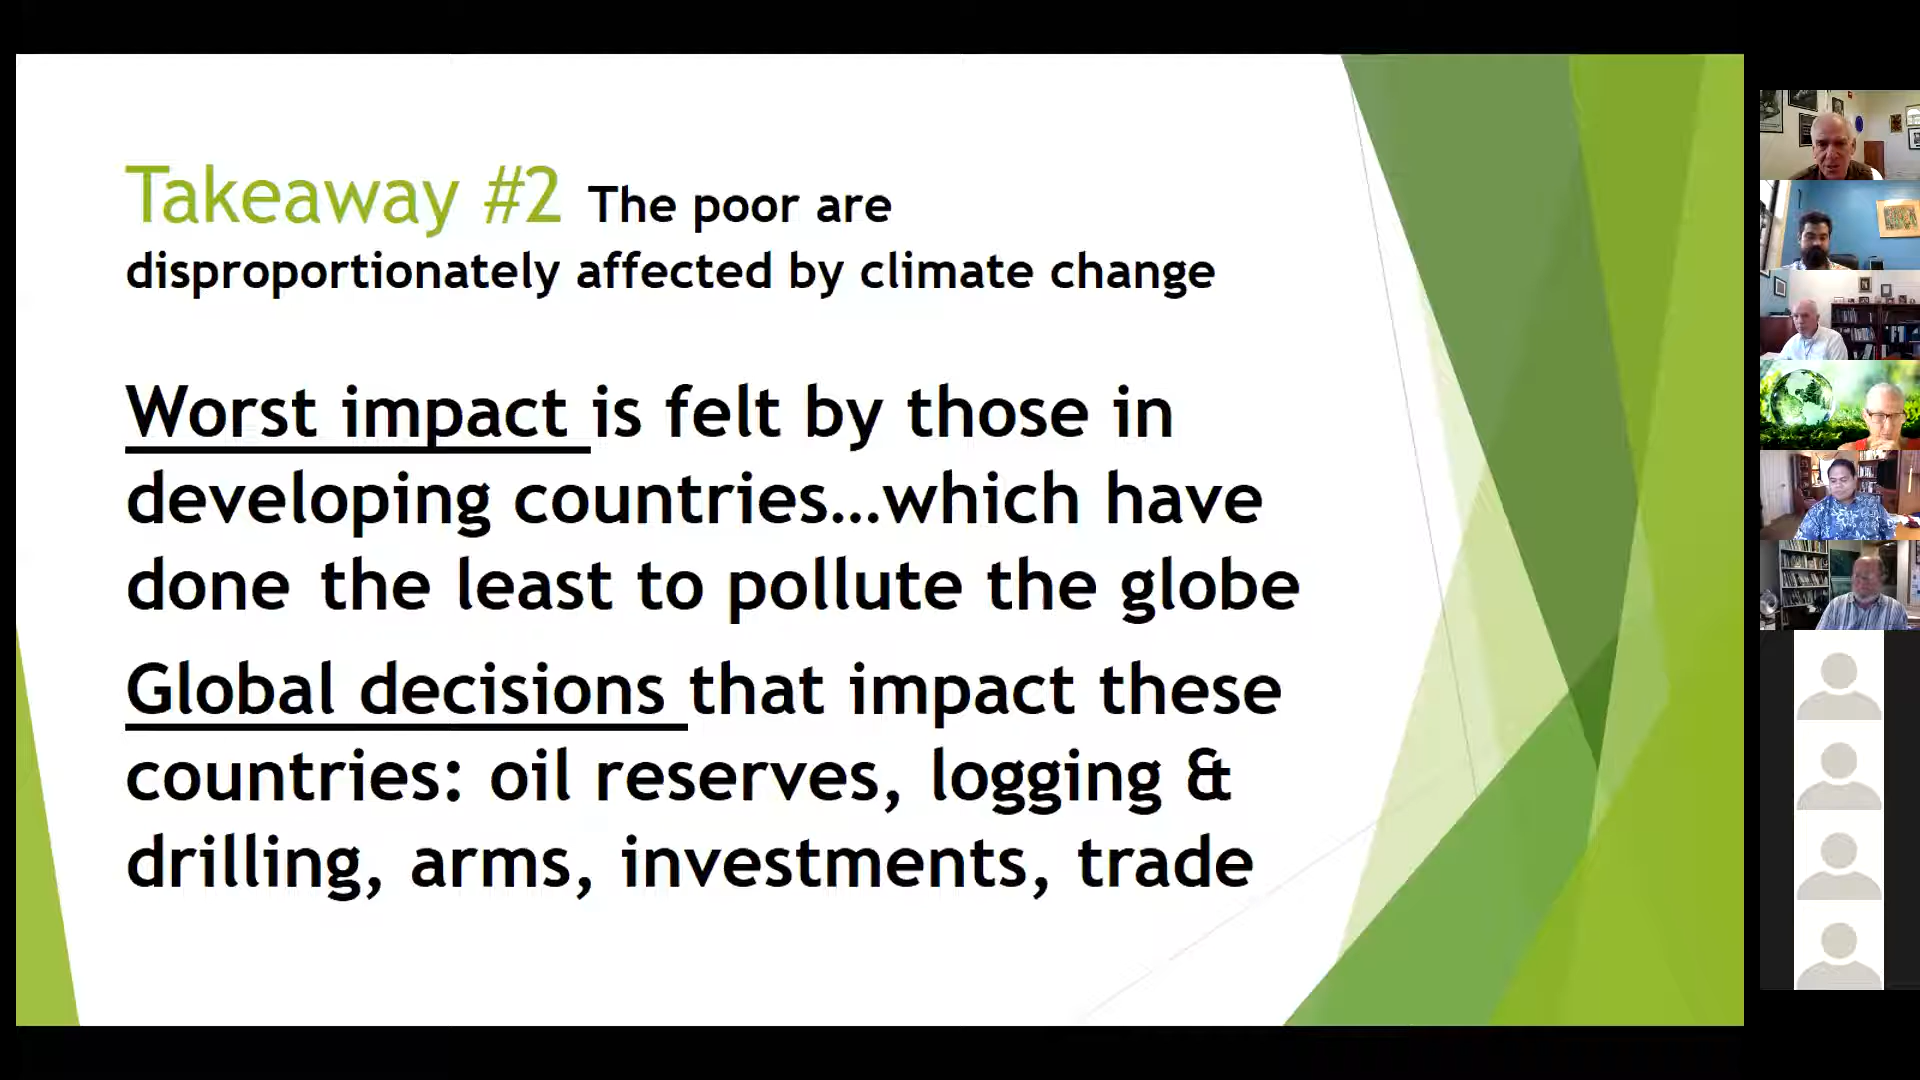 Takeaway #2 The poor are
disproportionately affected by climate change
Worst impact is felt by those in
developing countries...which have
done the least to pollute the globe
Global decisions that impact these
countries: oil reserves, logging &
drilling, arms, investments, trade